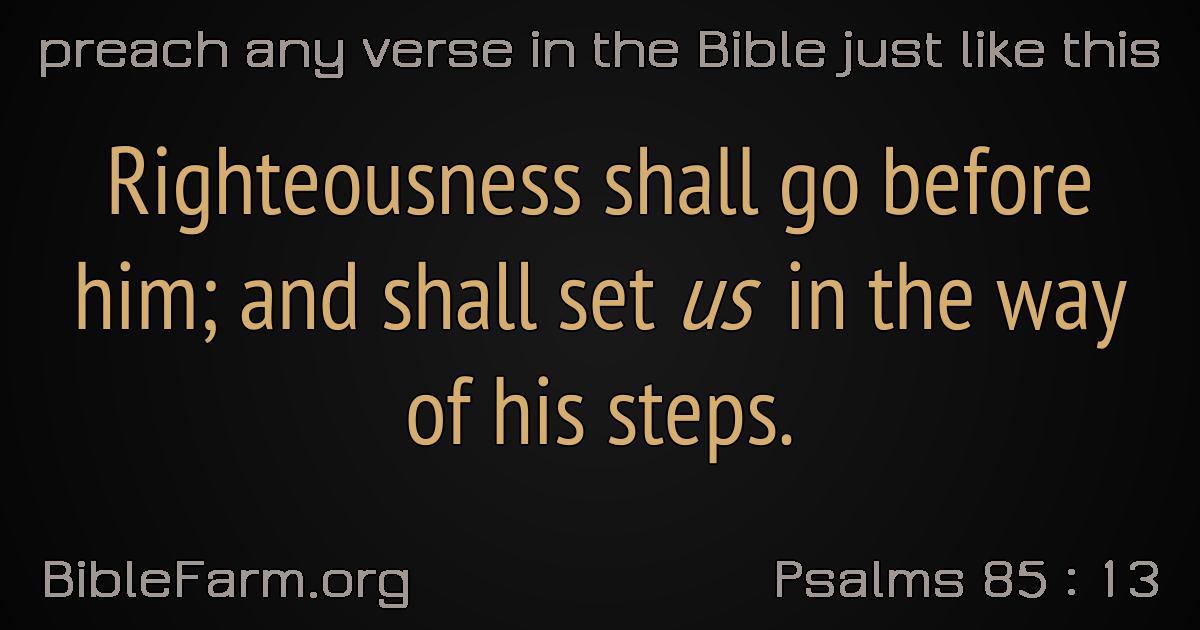 preach any verse in the Bible just like this
Righteousness shall go before
him; and shall set us in the way
of his steps.
BibleFarm.org
Psalms 85 : 13